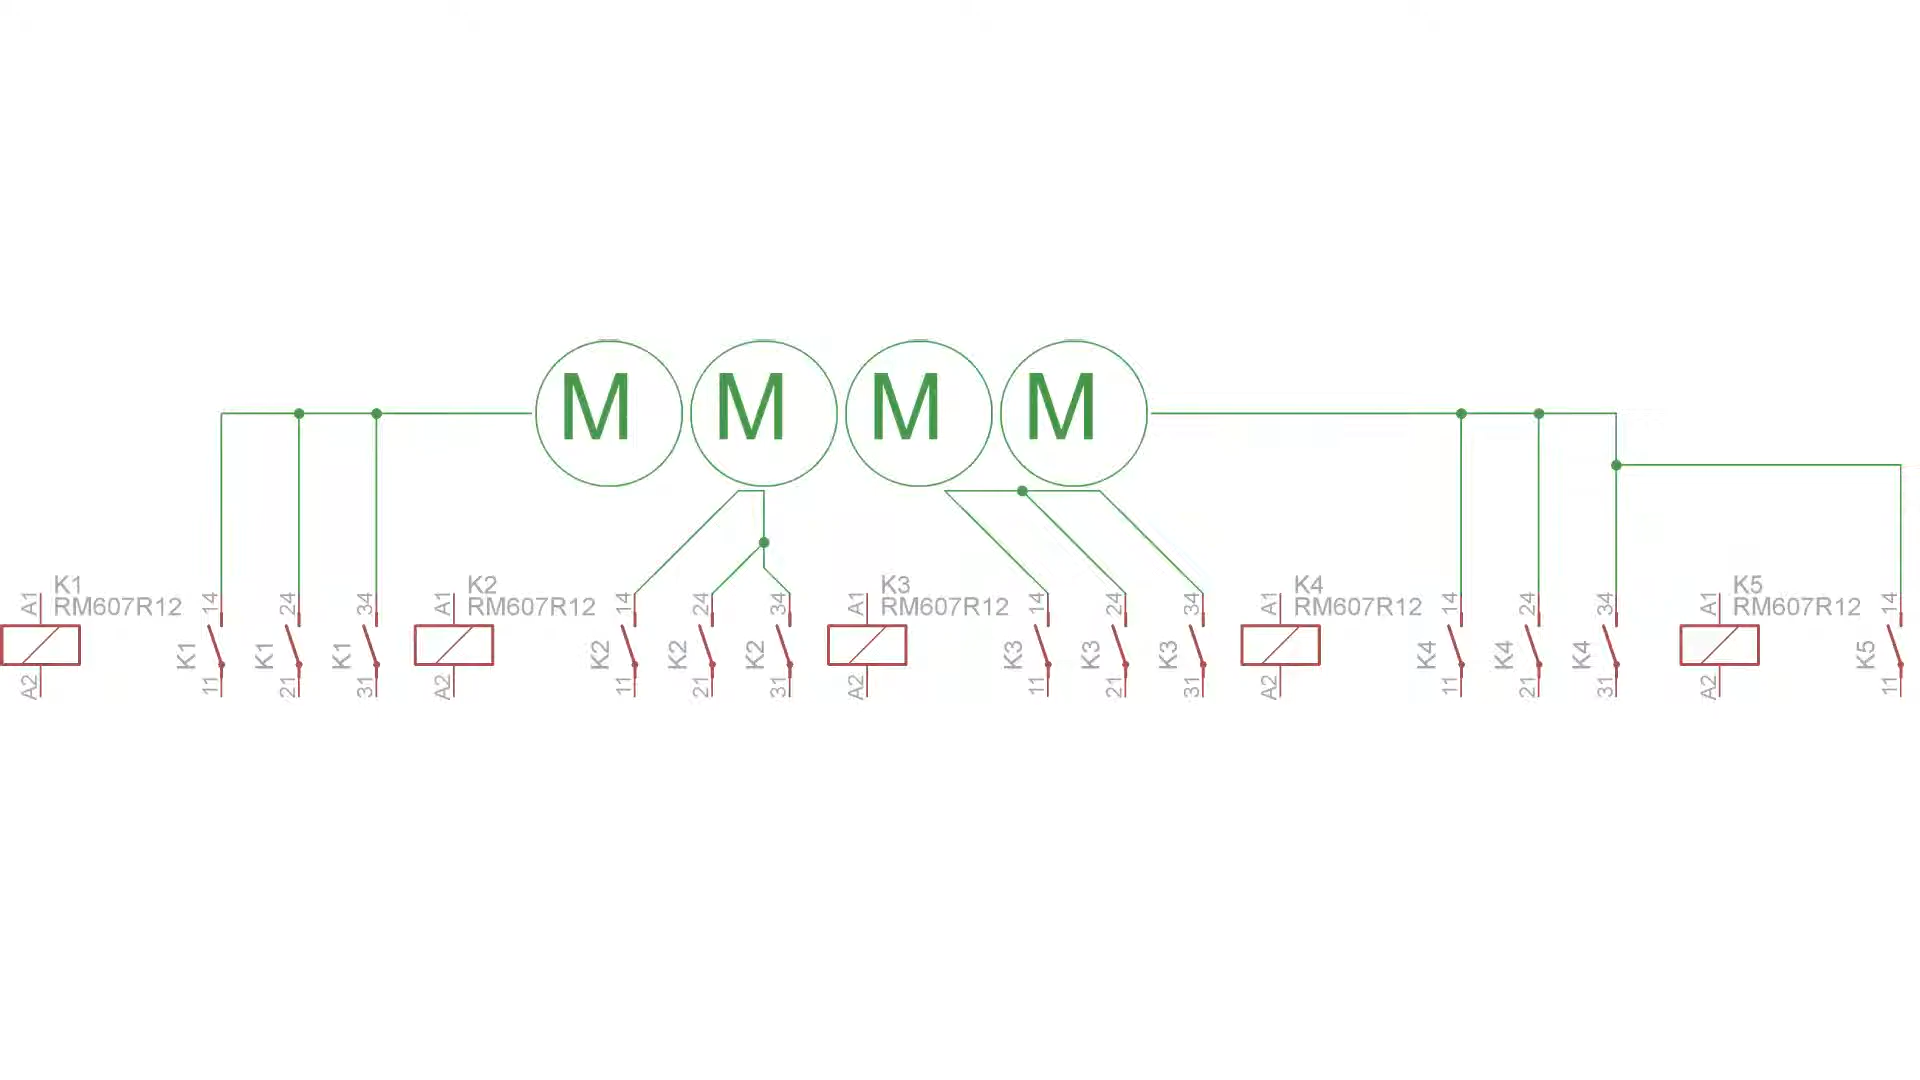 M M M M
K1 K2 K3 K4 K5
RM607R12 RM607R12 RM607R12 RM607R12 RM607R12
A1 14 24 34 A1 14 24 34 A1 14 24 34 A1 14 24 34 A1 14
K1 K1 K1 K2 K2 K2 K3 K3 K3 K4 K4 K4 K5
A2 11 21 31 A2 11 21 31 A2 11 21 31 A2 11 21 31 A2 11